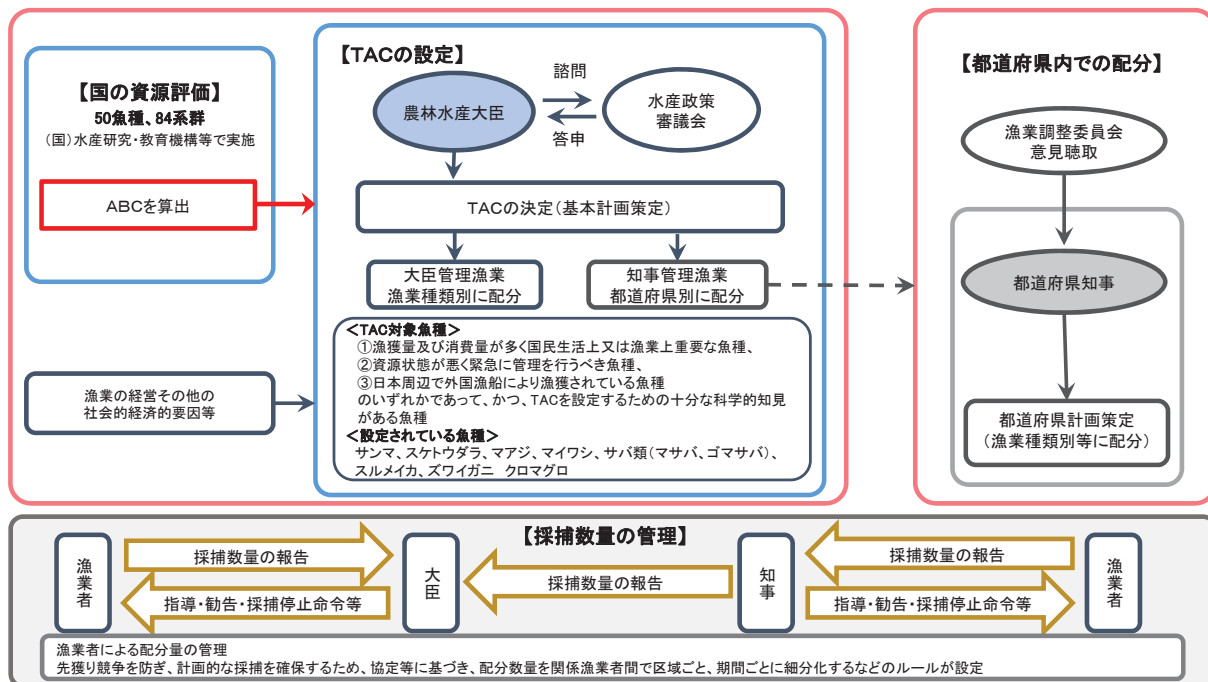 【国の資源評価】
50魚種、84系群
(国)水産研究・教育機構等で実施
ABCを算出
漁業の経営その他の
社会的経済的要因等
【TACの設定】
農林水産大臣
諮問
答申
水産政策
審議会
TACの決定(基本計画策定)
大臣管理漁業
漁業種類別に配分
知事管理漁業
都道府県別に配分
<TAC対象魚種>
①漁獲量及び消費量が多く国民生活上又は漁業上重要な魚種、
②資源状態が悪く緊急に管理を行うべき魚種、
③日本周辺で外国漁船により漁獲されている魚種
のいずれかであって、かつ、TACを設定するための十分な科学的知見
がある魚種
<設定されている魚種>
サンマ、スケトウダラ、マアジ、マイワシ、サバ類(マサバ、ゴマサバ)、
スルメイカ、ズワイガニ クロマグロ
【都道府県内での配分】
漁業調整委員会
意見聴取
都道府県知事
都道府県計画策定
(漁業種類別等に配分)
【採捕数量の管理】
漁業者
採捕数量の報告
指導・勧告・採捕停止命令等
大臣
採捕数量の報告
知事
採捕数量の報告
指導・勧告・採捕停止命令等
漁業者
漁業者による配分量の管理
先獲り競争を防ぎ、計画的な採捕を確保するため、協定等に基づき、配分数量を関係漁業者間で区域ごと、期間ごとに細分化するなどのルールが設定